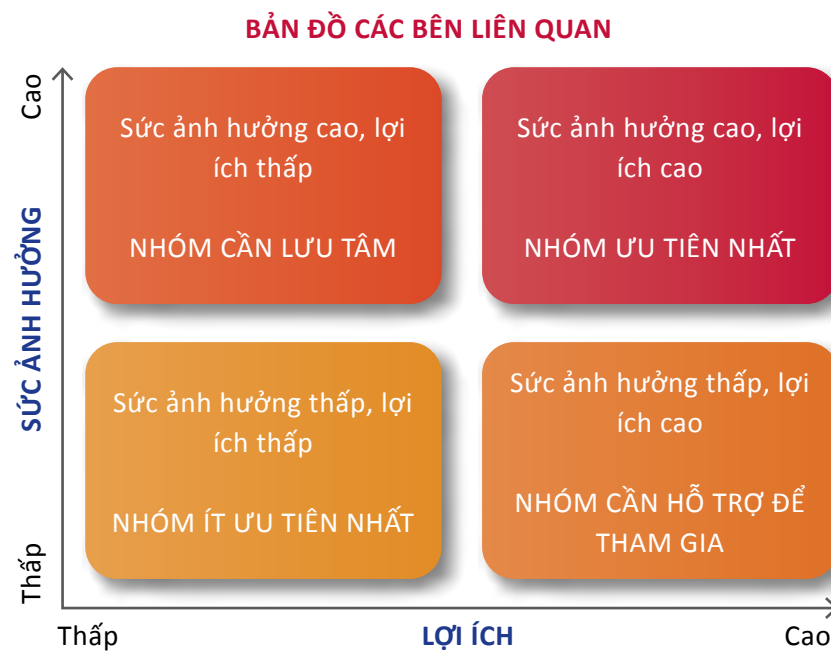 BẢN ĐỒ CÁC BÊN LIÊN QUAN
Cao
SỨC ẢNH HƯỞNG
Thấp
Sức ảnh hưởng cao, lợi
ích thấp
NHÓM CẦN LƯU TÂM
Sức ảnh hưởng cao, lợi
ích cao
NHÓM ƯU TIÊN NHẤT
Sức ảnh hưởng thấp, lợi
ích thấp
NHÓM ÍT ƯU TIÊN NHẤT
Sức ảnh hưởng thấp, lợi
ích cao
NHÓM CẦN HỖ TRỢ ĐỂ
THAM GIA
Thấp
LỢI ÍCH
Cao